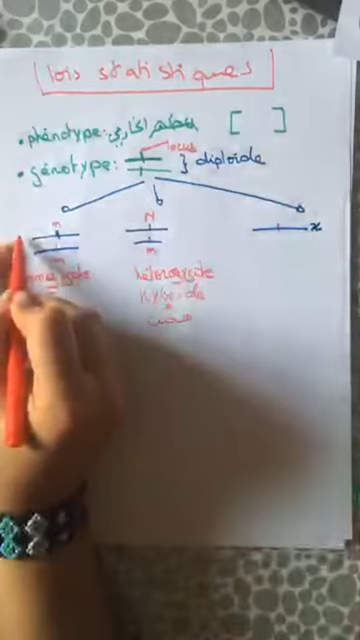 lois statistiques
• phénotype: المظهر الخارجي [ ]
locus
• génotype: } diploïde
m N x
m m
hétérozygote
hybride
هجين